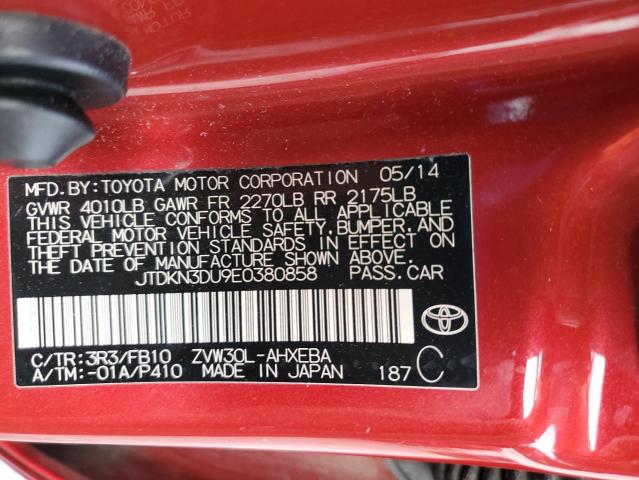 MFD.BY:TOYOTA MOTOR CORPORATION 05/14
GVWR 4010LB GAWR FR 2270LB RR 2175LB
THIS VEHICLE CONFORMS TO ALL APPLICABLE
FEDERAL MOTOR VEHICLE SAFETY,BUMPER,AND
THEFT PREVENTION STANDARDS IN EFFECT ON
THE DATE OF MANUFACTURE SHOWN ABOVE.
JTDKN3DU9E0380858 PASS.CAR
C/TR:3R3/FB10 ZVW30L-AHXEBA
A/TM:-01A/P410 MADE IN JAPAN 187 C